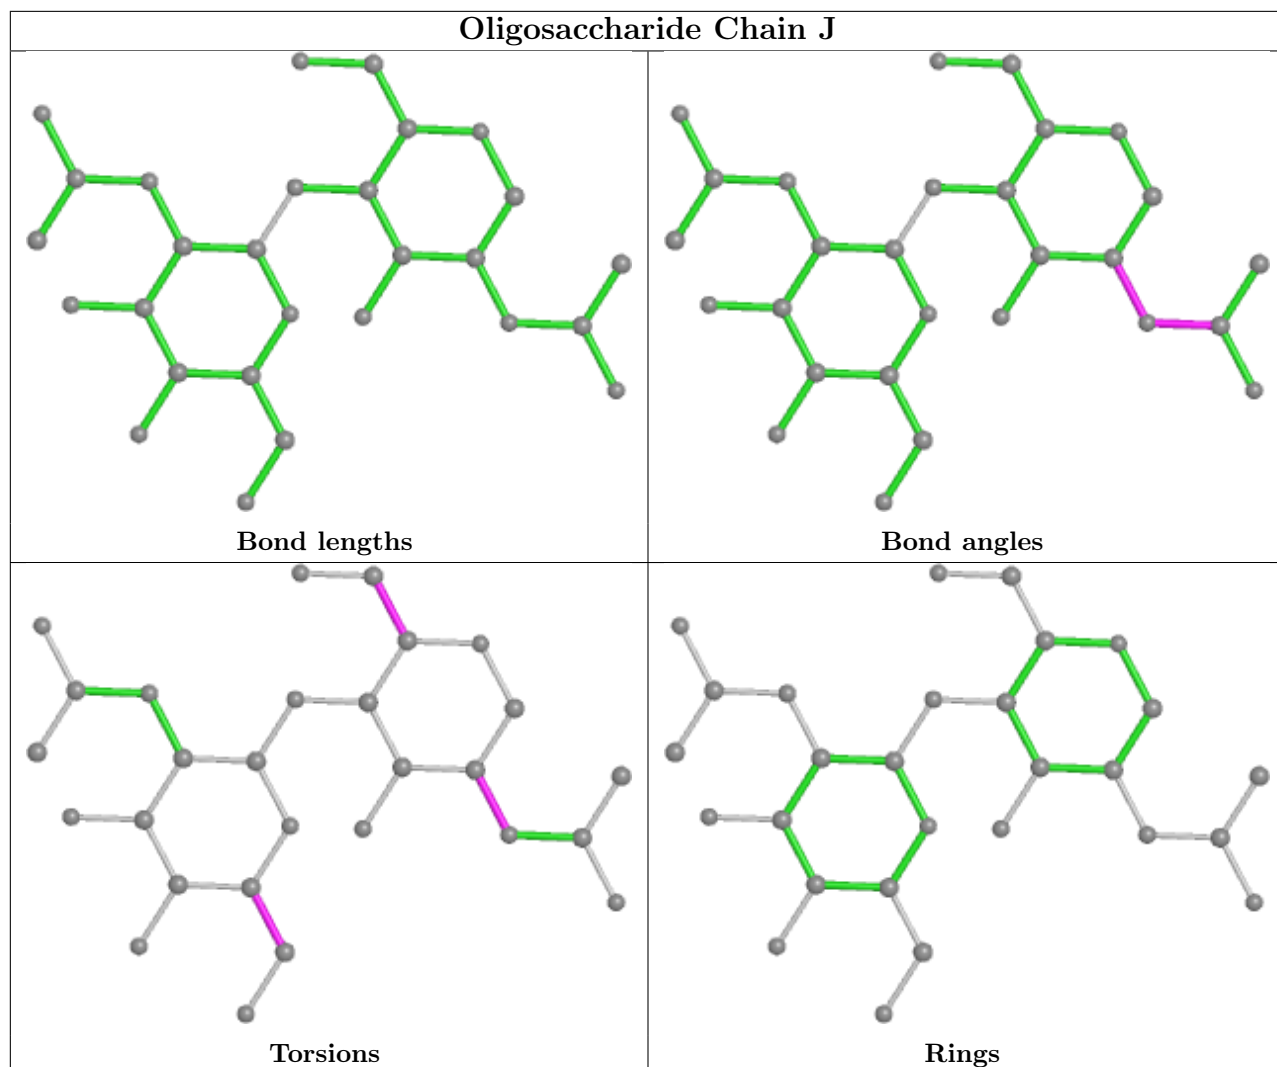 Oligosaccharide Chain J
Bond lengths
Bond angles
Torsions
Rings